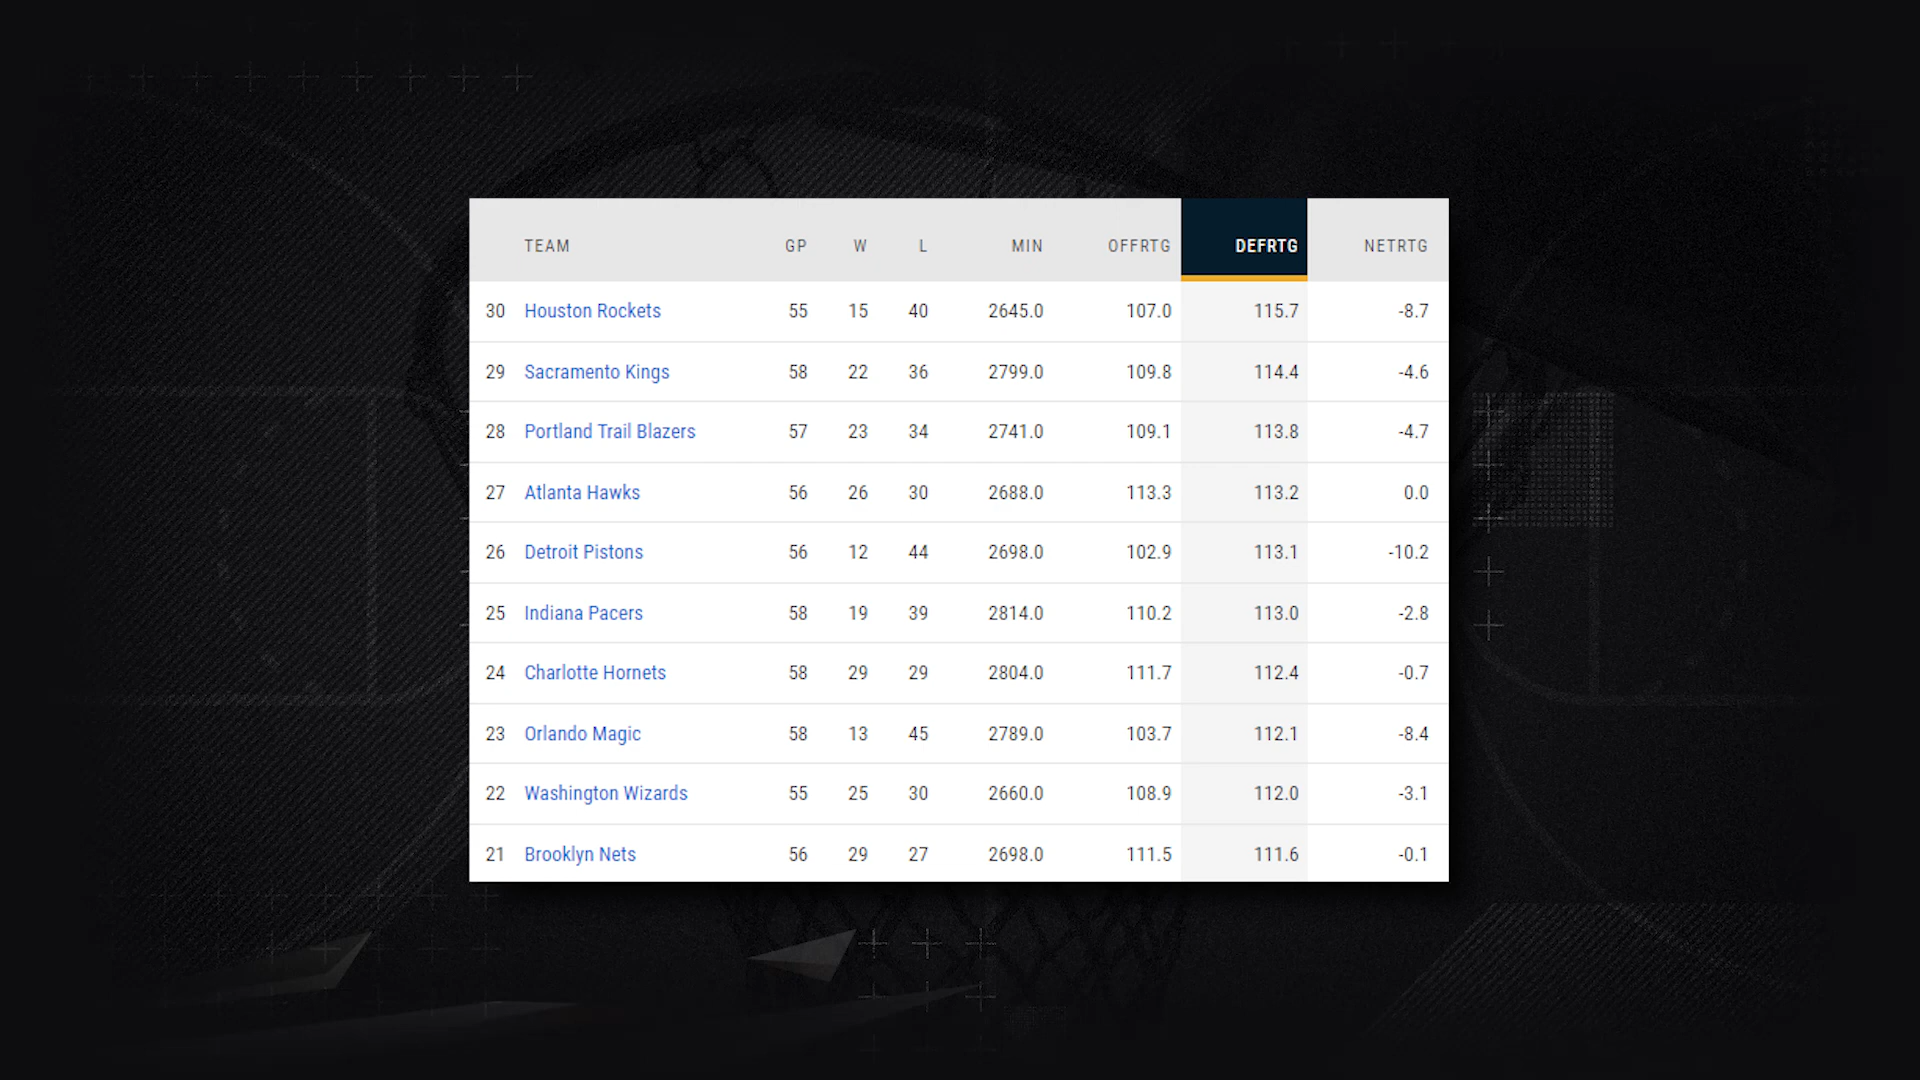 TEAM GP W L MIN OFFRTG DEFRTG NETRTG
30 Houston Rockets 55 15 40 2645.0 107.0 115.7 -8.7
29 Sacramento Kings 58 22 36 2799.0 109.8 114.4 -4.6
28 Portland Trail Blazers 57 23 34 2741.0 109.1 113.8 -4.7
27 Atlanta Hawks 56 26 30 2688.0 113.3 113.2 0.0
26 Detroit Pistons 56 12 44 2698.0 102.9 113.1 -10.2
25 Indiana Pacers 58 19 39 2814.0 110.2 113.0 -2.8
24 Charlotte Hornets 58 29 29 2804.0 111.7 112.4 -0.7
23 Orlando Magic 58 13 45 2789.0 103.7 112.1 -8.4
22 Washington Wizards 55 25 30 2660.0 108.9 112.0 -3.1
21 Brooklyn Nets 56 29 27 2698.0 111.5 111.6 -0.1